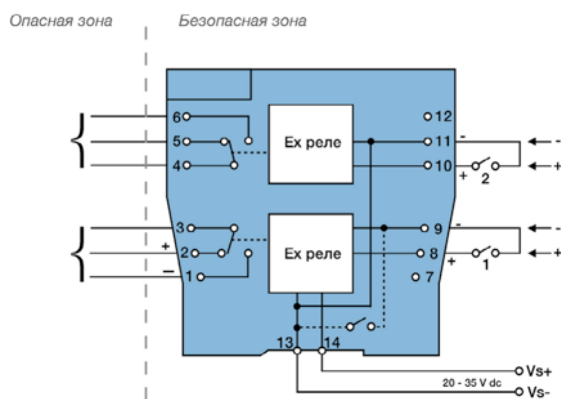 Опасная зона
Безопасная зона
6
5
4
3
+ 2
− 1
Ex реле
Ex реле
12
11 - -
10 + 2 +
9 - -
8 + 1 +
7
13 14
Vs+
20 - 35 V dc
Vs-